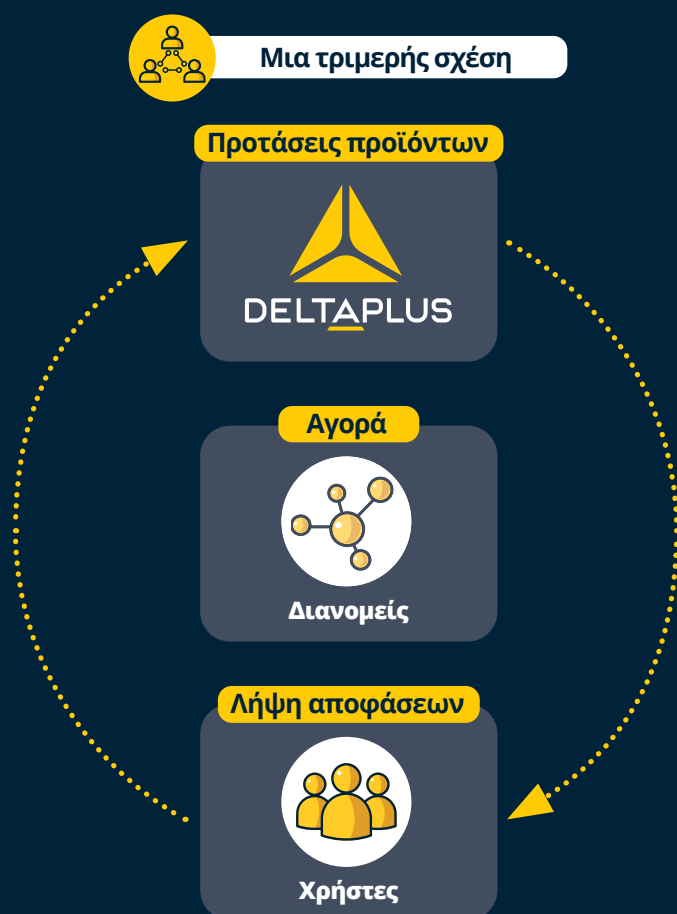 Μια τριμερής σχέση
Προτάσεις προϊόντων
DELTAPLUS
Αγορά
Διανομείς
Λήψη αποφάσεων
Χρήστες